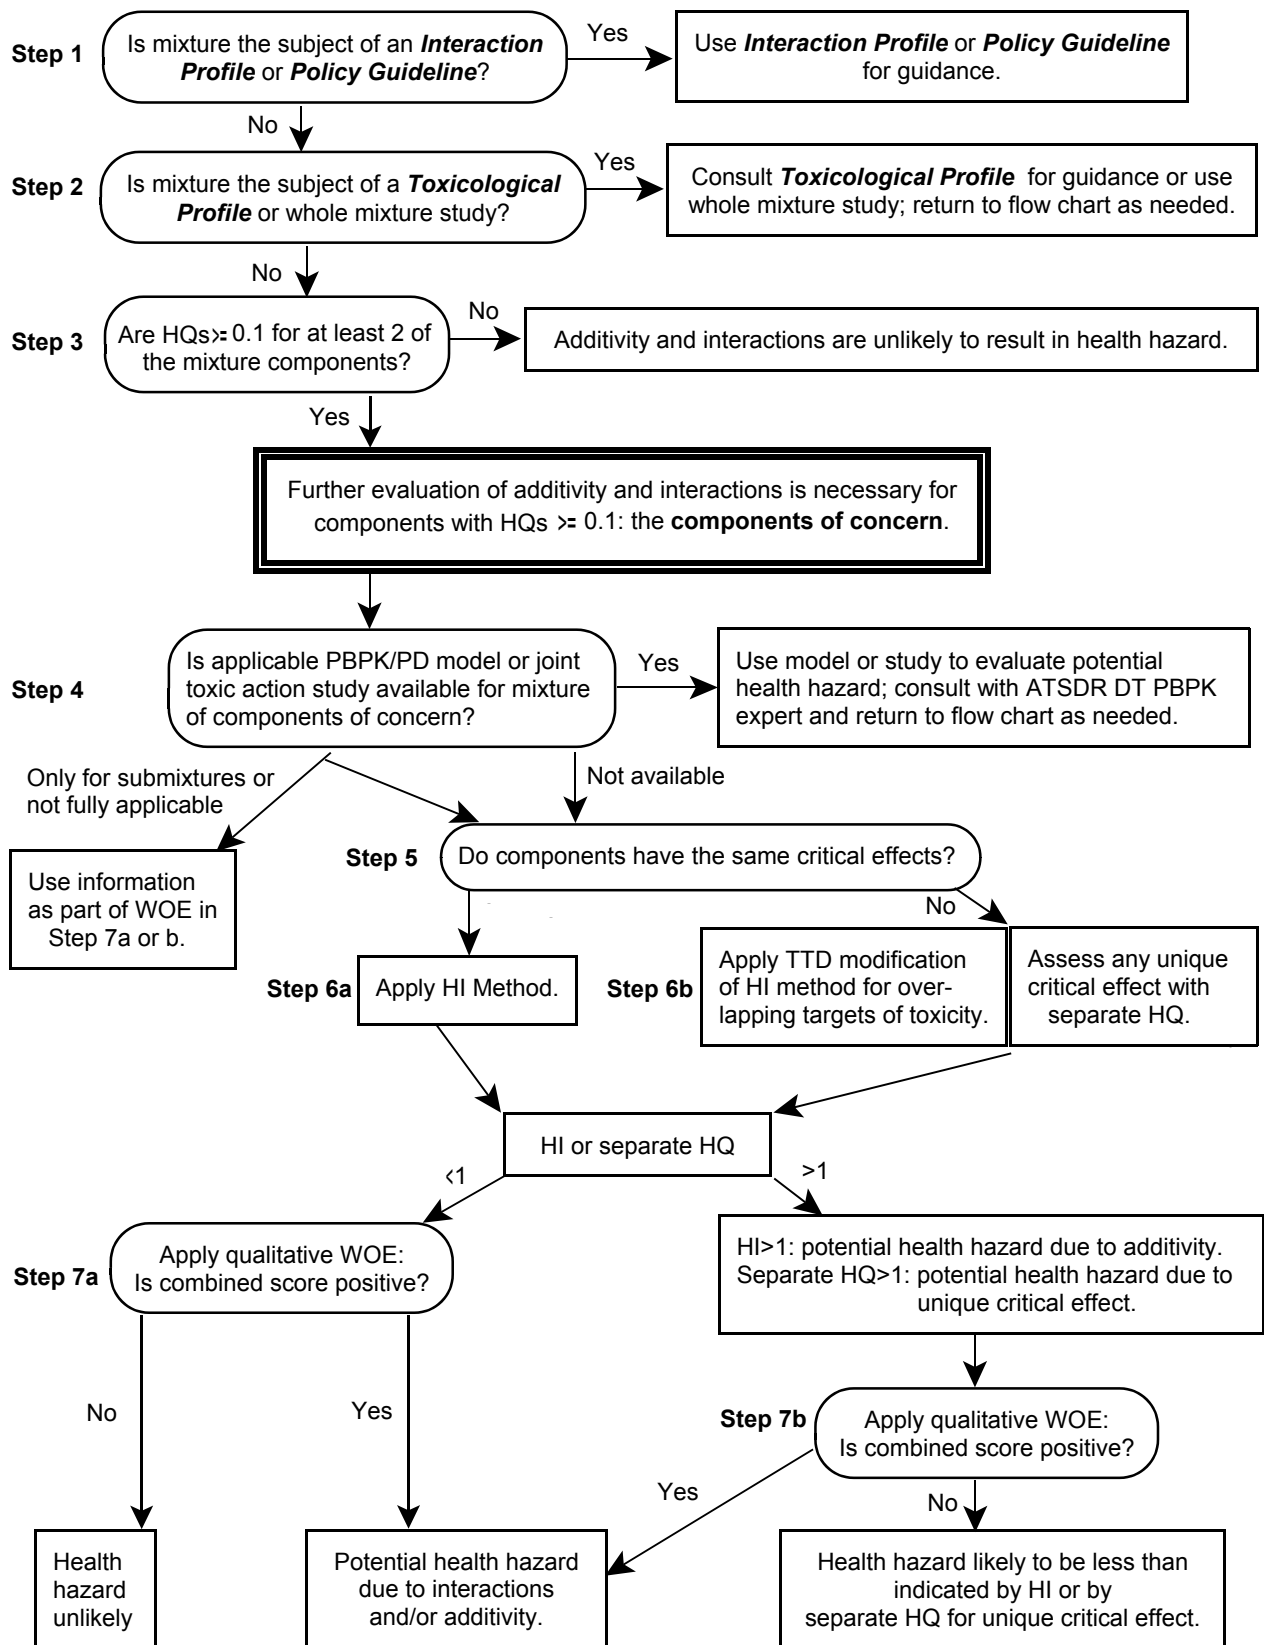 Step 1
Is mixture the subject of an Interaction
Profile or Policy Guideline?
Yes
Use Interaction Profile or Policy Guideline
for guidance.
No
Step 2
Is mixture the subject of a Toxicological
Profile or whole mixture study?
Yes
Consult Toxicological Profile for guidance or use
whole mixture study; return to flow chart as needed.
No
Step 3
Are HQs>= 0.1 for at least 2 of
the mixture components?
No
Additivity and interactions are unlikely to result in health hazard.
Yes
Further evaluation of additivity and interactions is necessary for
components with HQs >= 0.1: the components of concern.
Step 4
Is applicable PBPK/PD model or joint
toxic action study available for mixture
of components of concern?
Yes
Use model or study to evaluate potential
health hazard; consult with ATSDR DT PBPK
expert and return to flow chart as needed.
Only for submixtures or
not fully applicable
Not available
Use information
as part of WOE in
Step 7a or b.
Step 5
Do components have the same critical effects?
No
Step 6a
Apply HI Method.
Step 6b
Apply TTD modification
of HI method for over-
lapping targets of toxicity.
Assess any unique
critical effect with
separate HQ.
HI or separate HQ
<1
>1
Step 7a
Apply qualitative WOE:
Is combined score positive?
HI>1: potential health hazard due to additivity.
Separate HQ>1: potential health hazard due to
unique critical effect.
No
Yes
Step 7b
Apply qualitative WOE:
Is combined score positive?
Yes
No
Health
hazard
unlikely
Potential health hazard
due to interactions
and/or additivity.
Health hazard likely to be less than
indicated by HI or by
separate HQ for unique critical effect.